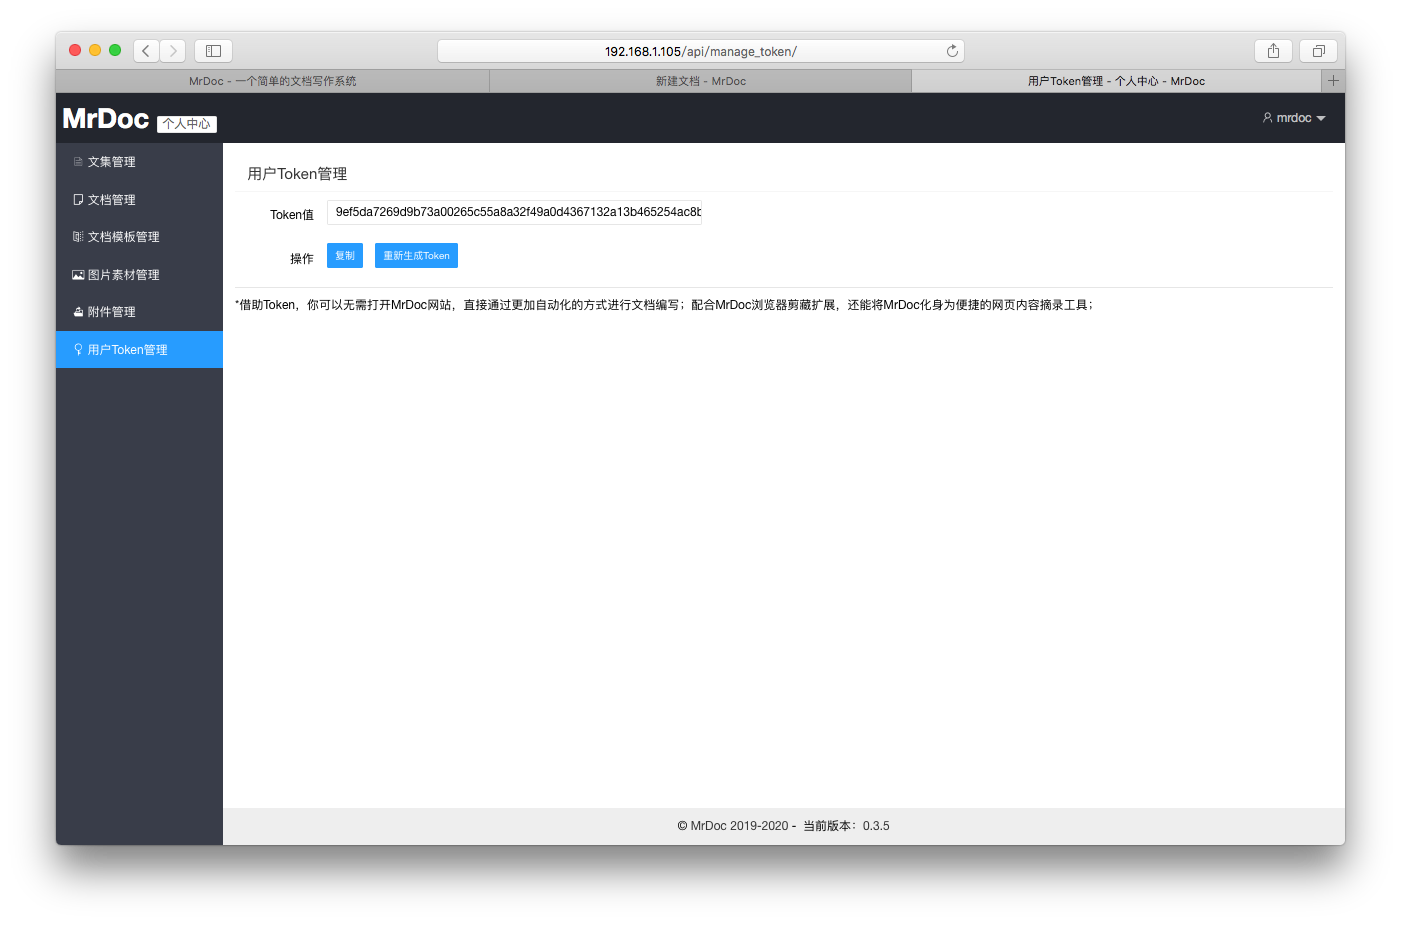 192.168.1.105/api/manage_token/
MrDoc - 一个简单的文档写作系统
新建文档 - MrDoc
用户Token管理 - 个人中心 - MrDoc
MrDoc 个人中心
mrdoc
文集管理
文档管理
文档模板管理
图片素材管理
附件管理
用户Token管理
用户Token管理
Token值 9ef5da7269d9b73a00265c55a8a32f49a0d4367132a13b465254ac8b
操作 复制 重新生成Token
*借助Token，你可以无需打开MrDoc网站，直接通过更加自动化的方式进行文档编写；配合MrDoc浏览器剪藏扩展，还能将MrDoc化身为便捷的网页内容摘录工具；
© MrDoc 2019-2020 - 当前版本：0.3.5